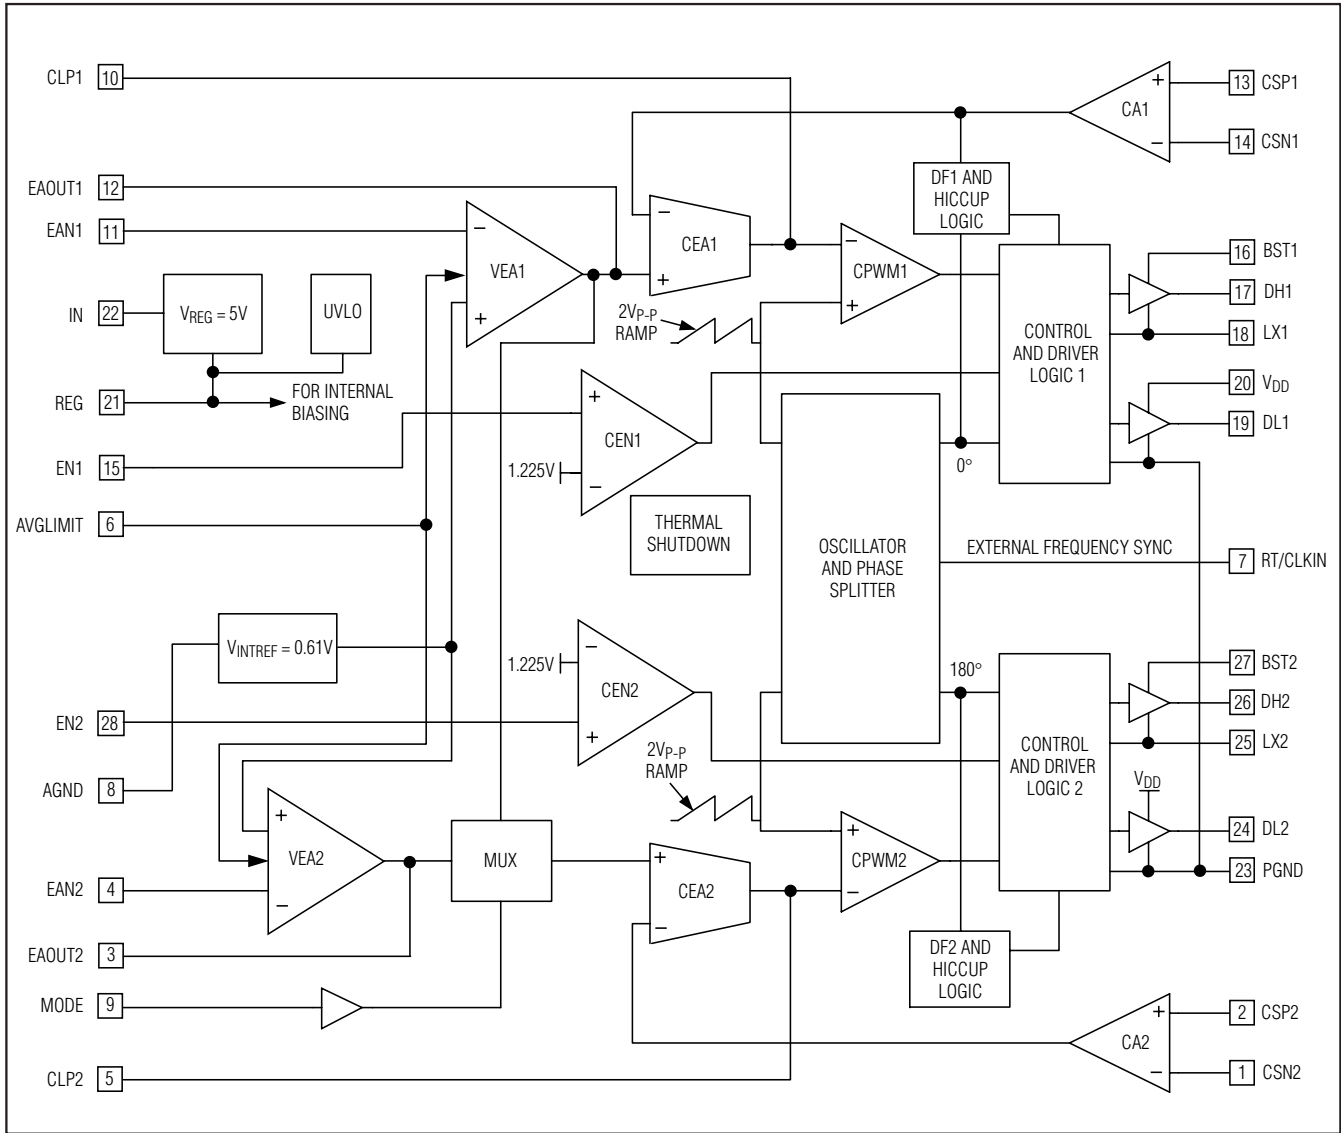 CLP1 10
CA1
+
−
13 CSP1
14 CSN1
EAOUT1 12
EAN1 11
−
VEA1
+
−
CEA1
+
DF1 AND
HICCUP
LOGIC
−
CPWM1
+
16 BST1
17 DH1
18 LX1
IN 22
VREG = 5V
UVLO
2VP-P
RAMP
CONTROL
AND DRIVER
LOGIC 1
20 VDD
19 DL1
REG 21
FOR INTERNAL
BIASING
+
CEN1
−
1.225V
0°
EN1 15
AVGLIMIT 6
THERMAL
SHUTDOWN
OSCILLATOR
AND PHASE
SPLITTER
EXTERNAL FREQUENCY SYNC
7 RT/CLKIN
VINTREF = 0.61V
1.225V
−
CEN2
+
180°
27 BST2
26 DH2
25 LX2
EN2 28
AGND 8
2VP-P
RAMP
CONTROL
AND DRIVER
LOGIC 2
VDD
24 DL2
23 PGND
+
VEA2
−
MUX
+
CEA2
−
+
CPWM2
−
EAN2 4
EAOUT2 3
DF2 AND
HICCUP
LOGIC
MODE 9
+
CA2
−
2 CSP2
1 CSN2
CLP2 5